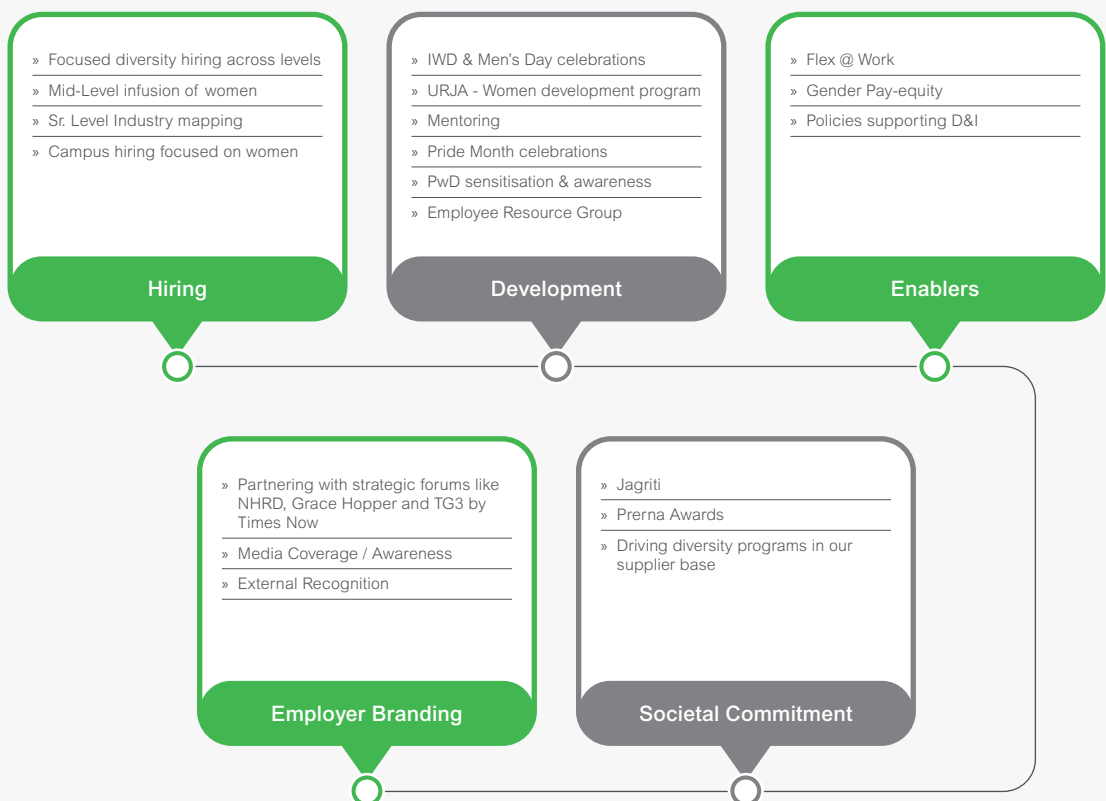 » Focused diversity hiring across levels
» Mid-Level infusion of women
» Sr. Level Industry mapping
» Campus hiring focused on women
Hiring
» IWD & Men's Day celebrations
» URJA - Women development program
» Mentoring
» Pride Month celebrations
» PwD sensitisation & awareness
» Employee Resource Group
Development
» Flex @ Work
» Gender Pay-equity
» Policies supporting D&I
Enablers
» Partnering with strategic forums like
NHRD, Grace Hopper and TG3 by
Times Now
» Media Coverage / Awareness
» External Recognition
Employer Branding
» Jagriti
» Prerna Awards
» Driving diversity programs in our
supplier base
Societal Commitment